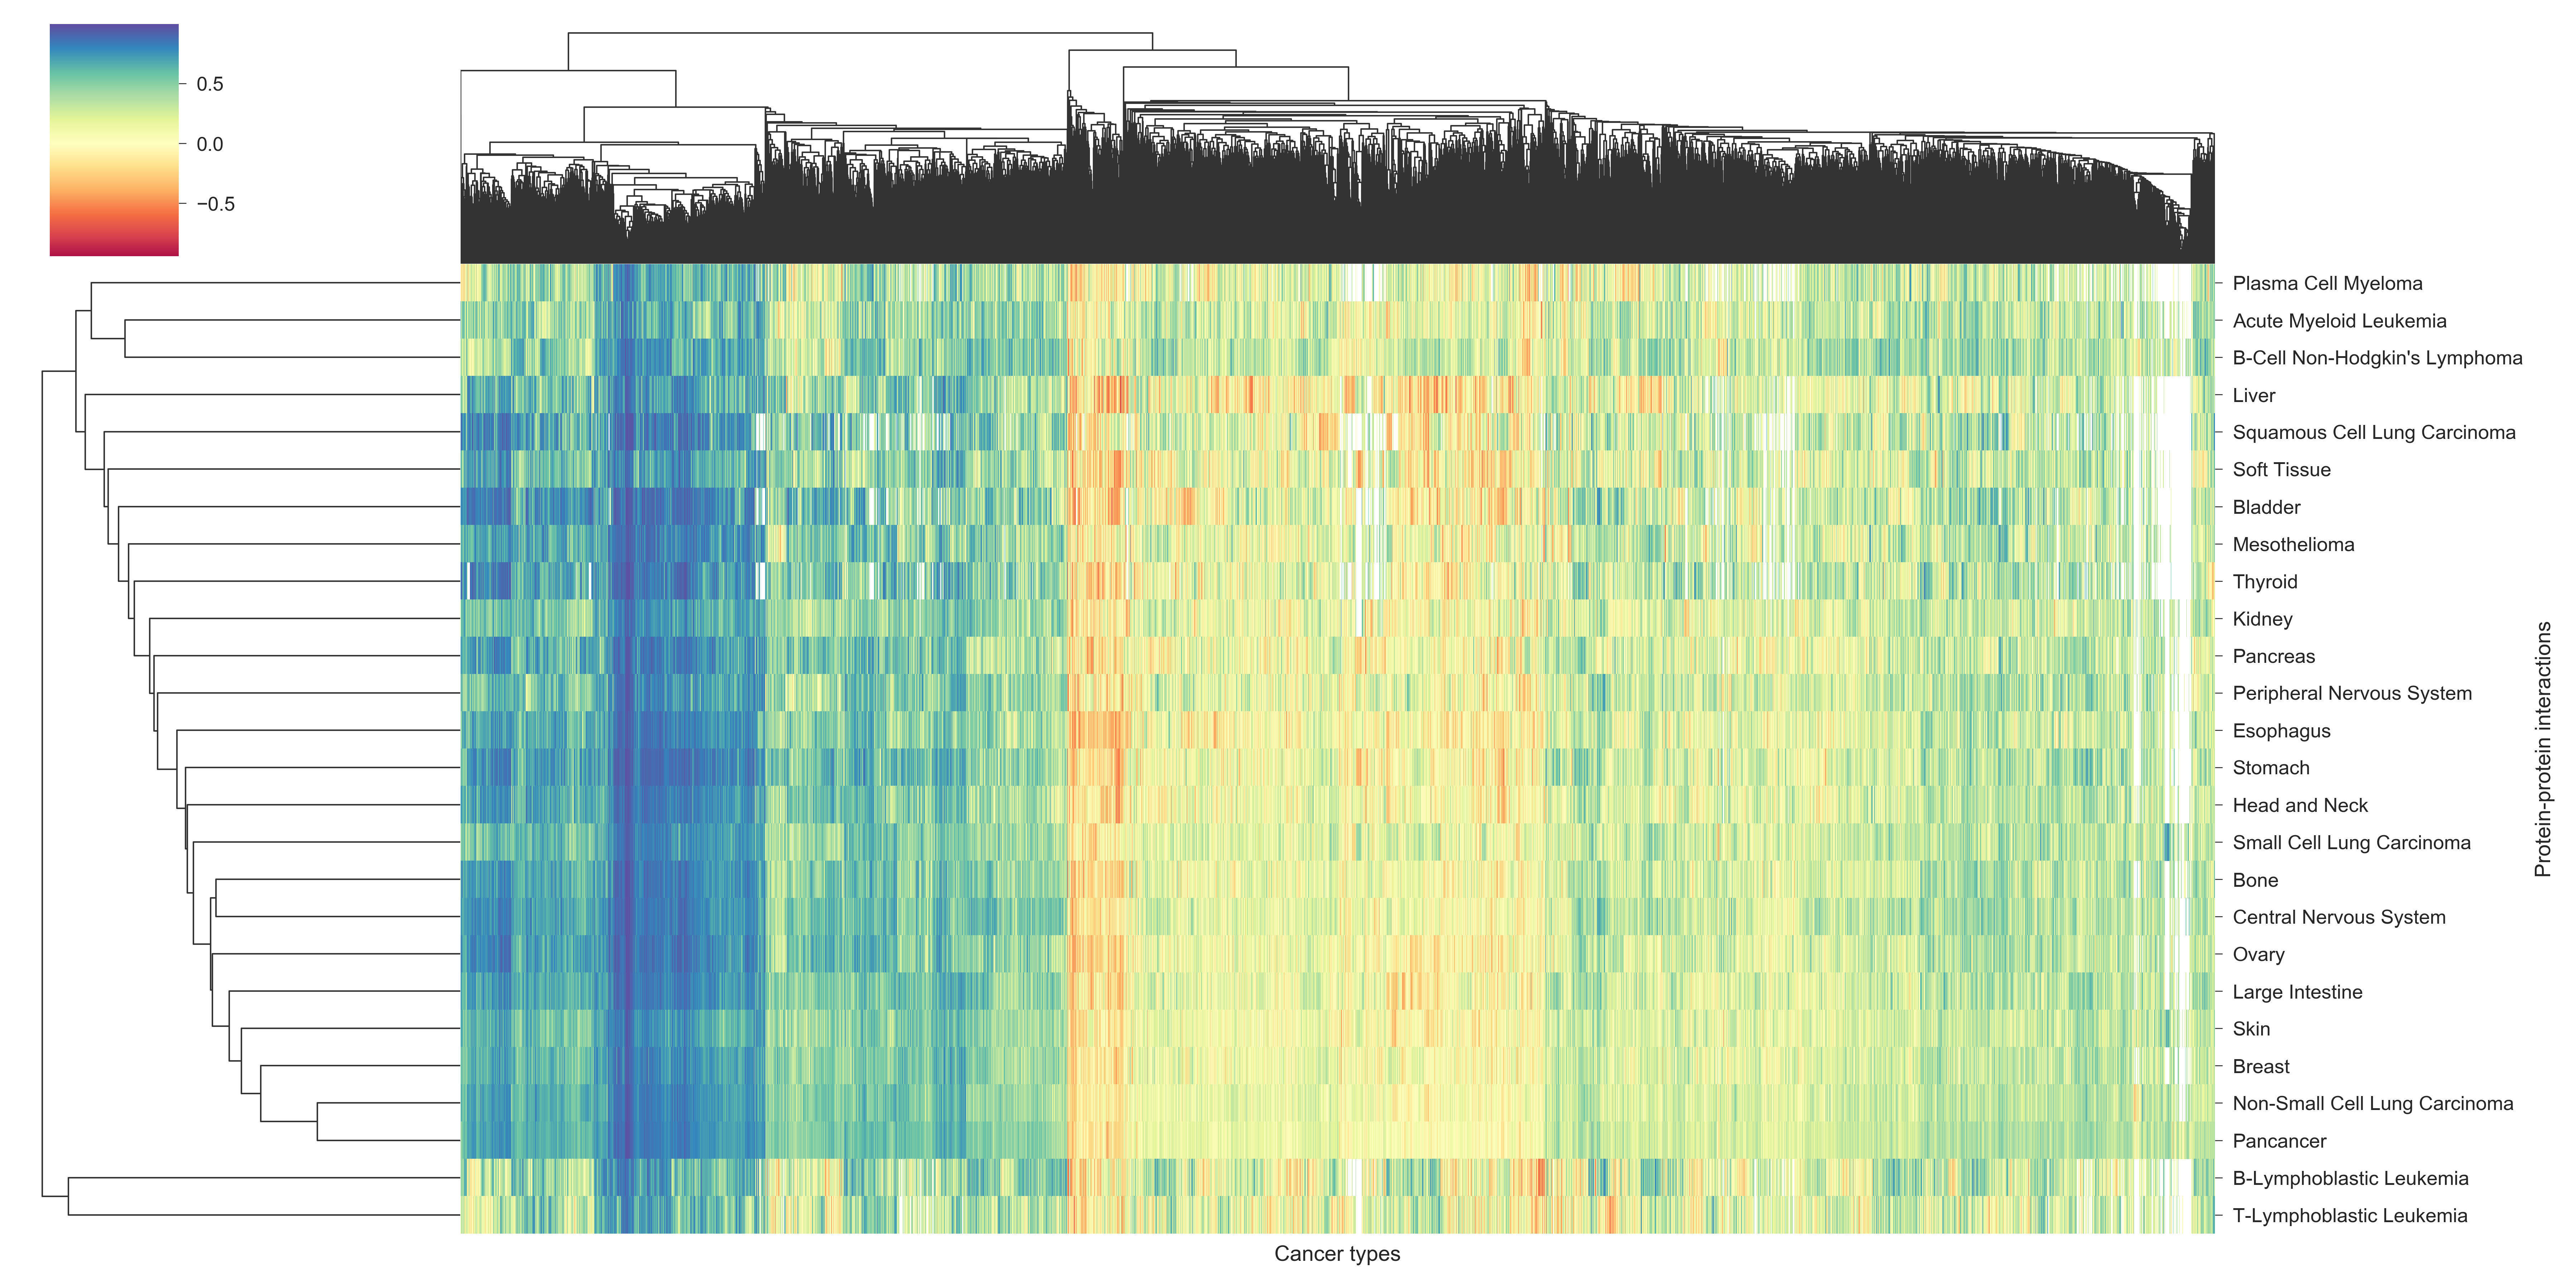 0.5
0.0
−0.5
Plasma Cell Myeloma
Acute Myeloid Leukemia
B-Cell Non-Hodgkin's Lymphoma
Liver
Squamous Cell Lung Carcinoma
Soft Tissue
Bladder
Mesothelioma
Thyroid
Kidney
Pancreas
Peripheral Nervous System
Esophagus
Stomach
Head and Neck
Small Cell Lung Carcinoma
Bone
Central Nervous System
Ovary
Large Intestine
Skin
Breast
Non-Small Cell Lung Carcinoma
Pancancer
B-Lymphoblastic Leukemia
T-Lymphoblastic Leukemia
Protein-protein interactions
Cancer types